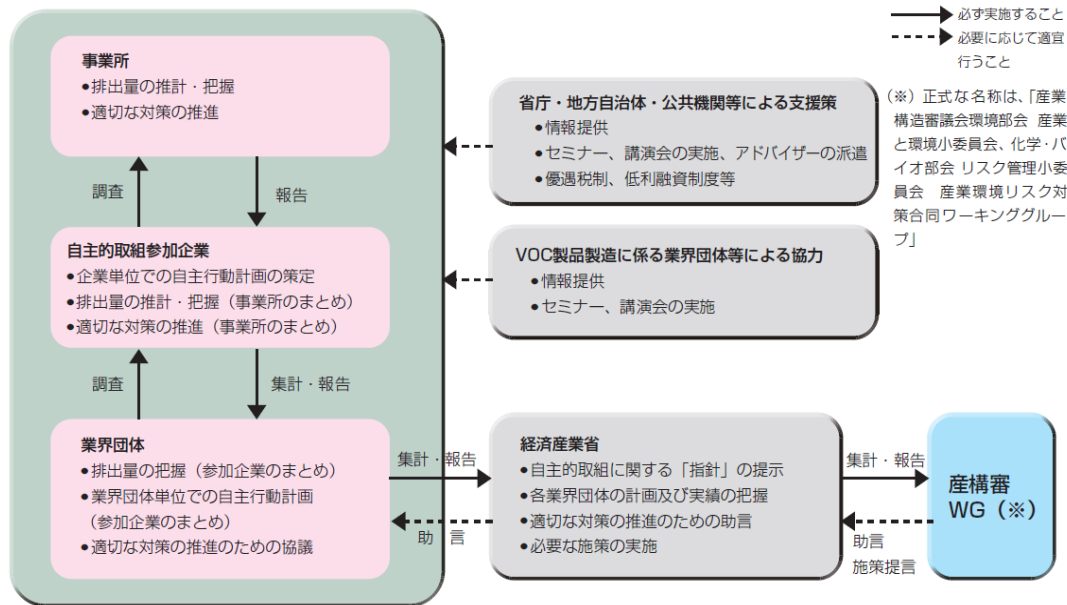 事業所
●排出量の推計・把握
●適切な対策の推進
調査
報告
自主的取組参加企業
●企業単位での自主行動計画の策定
●排出量の推計・把握（事業所のまとめ）
●適切な対策の推進（事業所のまとめ）
調査
集計・報告
業界団体
●排出量の把握（参加企業のまとめ）
●業界団体単位での自主行動計画
（参加企業のまとめ）
●適切な対策の推進のための協議
省庁・地方自治体・公共機関等による支援策
●情報提供
●セミナー、講演会の実施、アドバイザーの派遣
●優遇税制、低利融資制度等
VOC製品製造に係る業界団体等による協力
●情報提供
●セミナー、講演会の実施
集計・報告
助　言
経済産業省
●自主的取組に関する「指針」の提示
●各業界団体の計画及び実績の把握
●適切な対策の推進のための助言
●必要な施策の実施
集計・報告
助言
施策提言
産構審
WG（※）
必ず実施すること
必要に応じて適宜
行うこと
（※）正式な名称は、「産業
構造審議会環境部会 産業
と環境小委員会、化学・バ
イオ部会 リスク管理小委
員会　産業環境リスク対
策合同ワーキンググルー
プ」